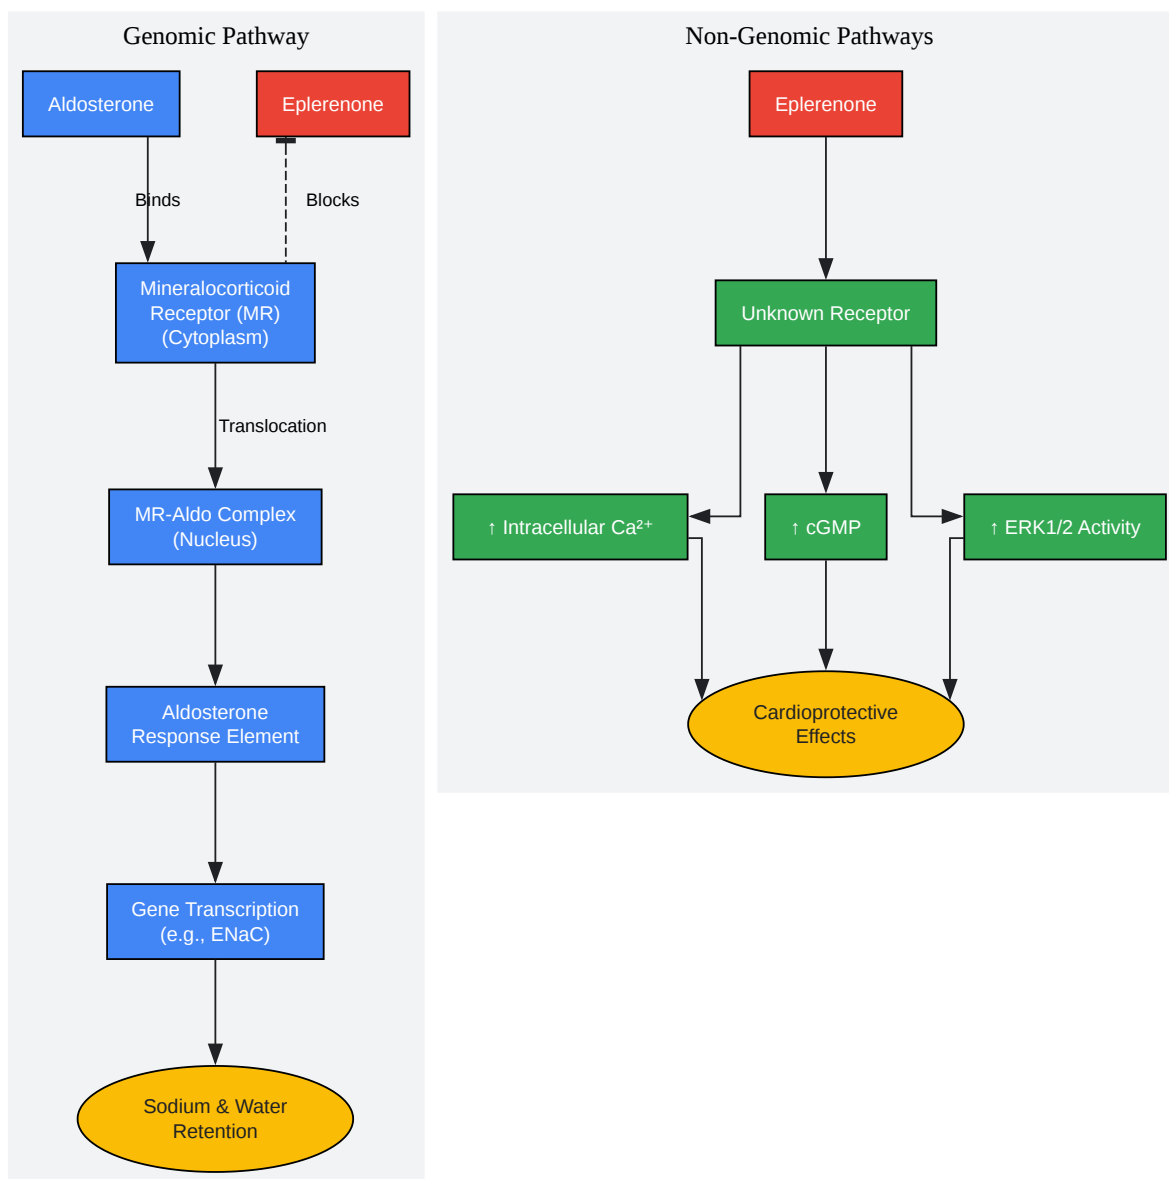 Genomic Pathway
Aldosterone
Eplerenone
Binds
Blocks
Mineralocorticoid
Receptor (MR)
(Cytoplasm)
Translocation
MR-Aldo Complex
(Nucleus)
Aldosterone
Response Element
Gene Transcription
(e.g., ENaC)
Sodium & Water
Retention
Non-Genomic Pathways
Eplerenone
Unknown Receptor
↑ Intracellular Ca²⁺
↑ cGMP
↑ ERK1/2 Activity
Cardioprotective
Effects